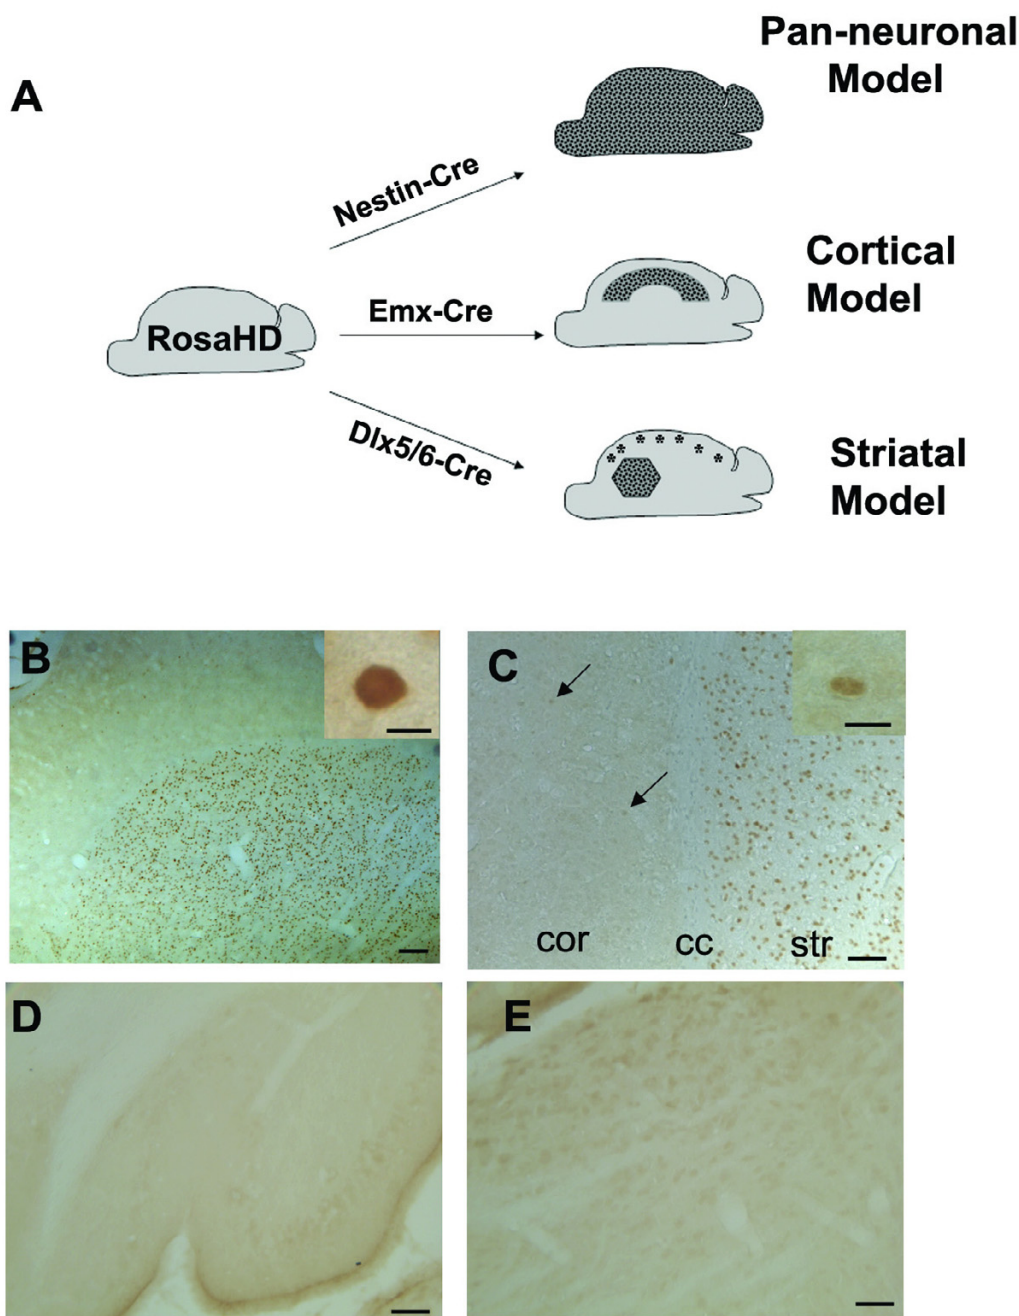 A
Pan-neuronal
Model
Nestin-Cre
Cortical
Model
Emx-Cre
RosaHD
Dlx5/6-Cre
Striatal
Model
B
C
cor
cc
str
D
E